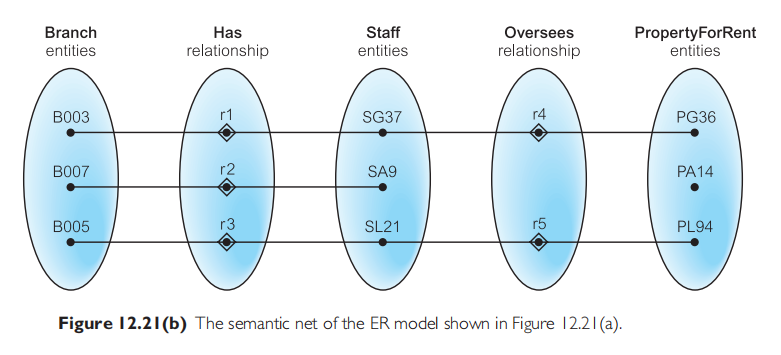 Branch Has Staff Oversees PropertyForRent
entities relationship entities relationship entities
B003 r1 SG37 r4 PG36
B007 r2 SA9 PA14
B005 r3 SL21 r5 PL94
Figure 12.21(b) The semantic net of the ER model shown in Figure 12.21(a).